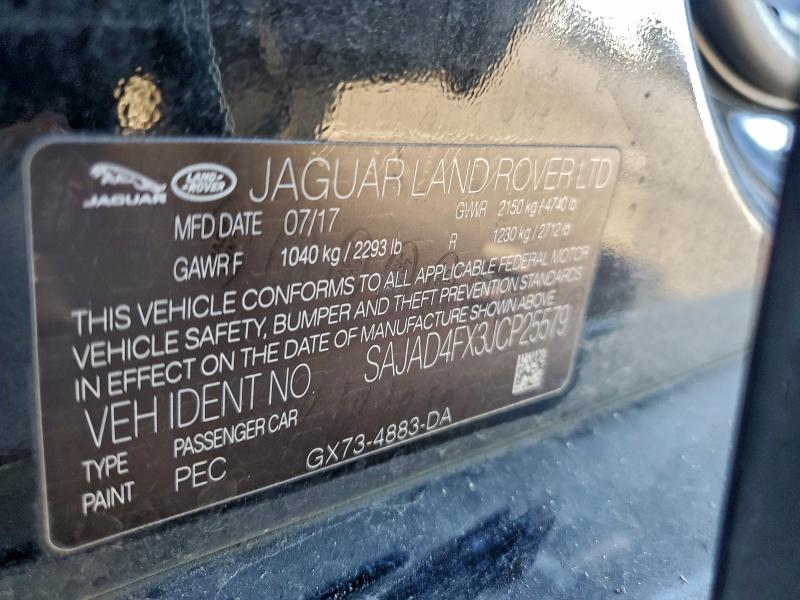 JAGUAR LAND ROVER JAGUAR LAND ROVER LTD
MFD DATE 07/17 GVWR 2150 kg / 4740 lb
GAWR F 1040 kg / 2293 lb R 1230 kg / 2712 lb
THIS VEHICLE CONFORMS TO ALL APPLICABLE FEDERAL MOTOR
VEHICLE SAFETY, BUMPER AND THEFT PREVENTION STANDARDS
IN EFFECT ON THE DATE OF MANUFACTURE SHOWN ABOVE.
VEH IDENT NO. SAJAD4FX3JCP25579
TYPE PASSENGER CAR
PAINT PEC GX73-4883-DA